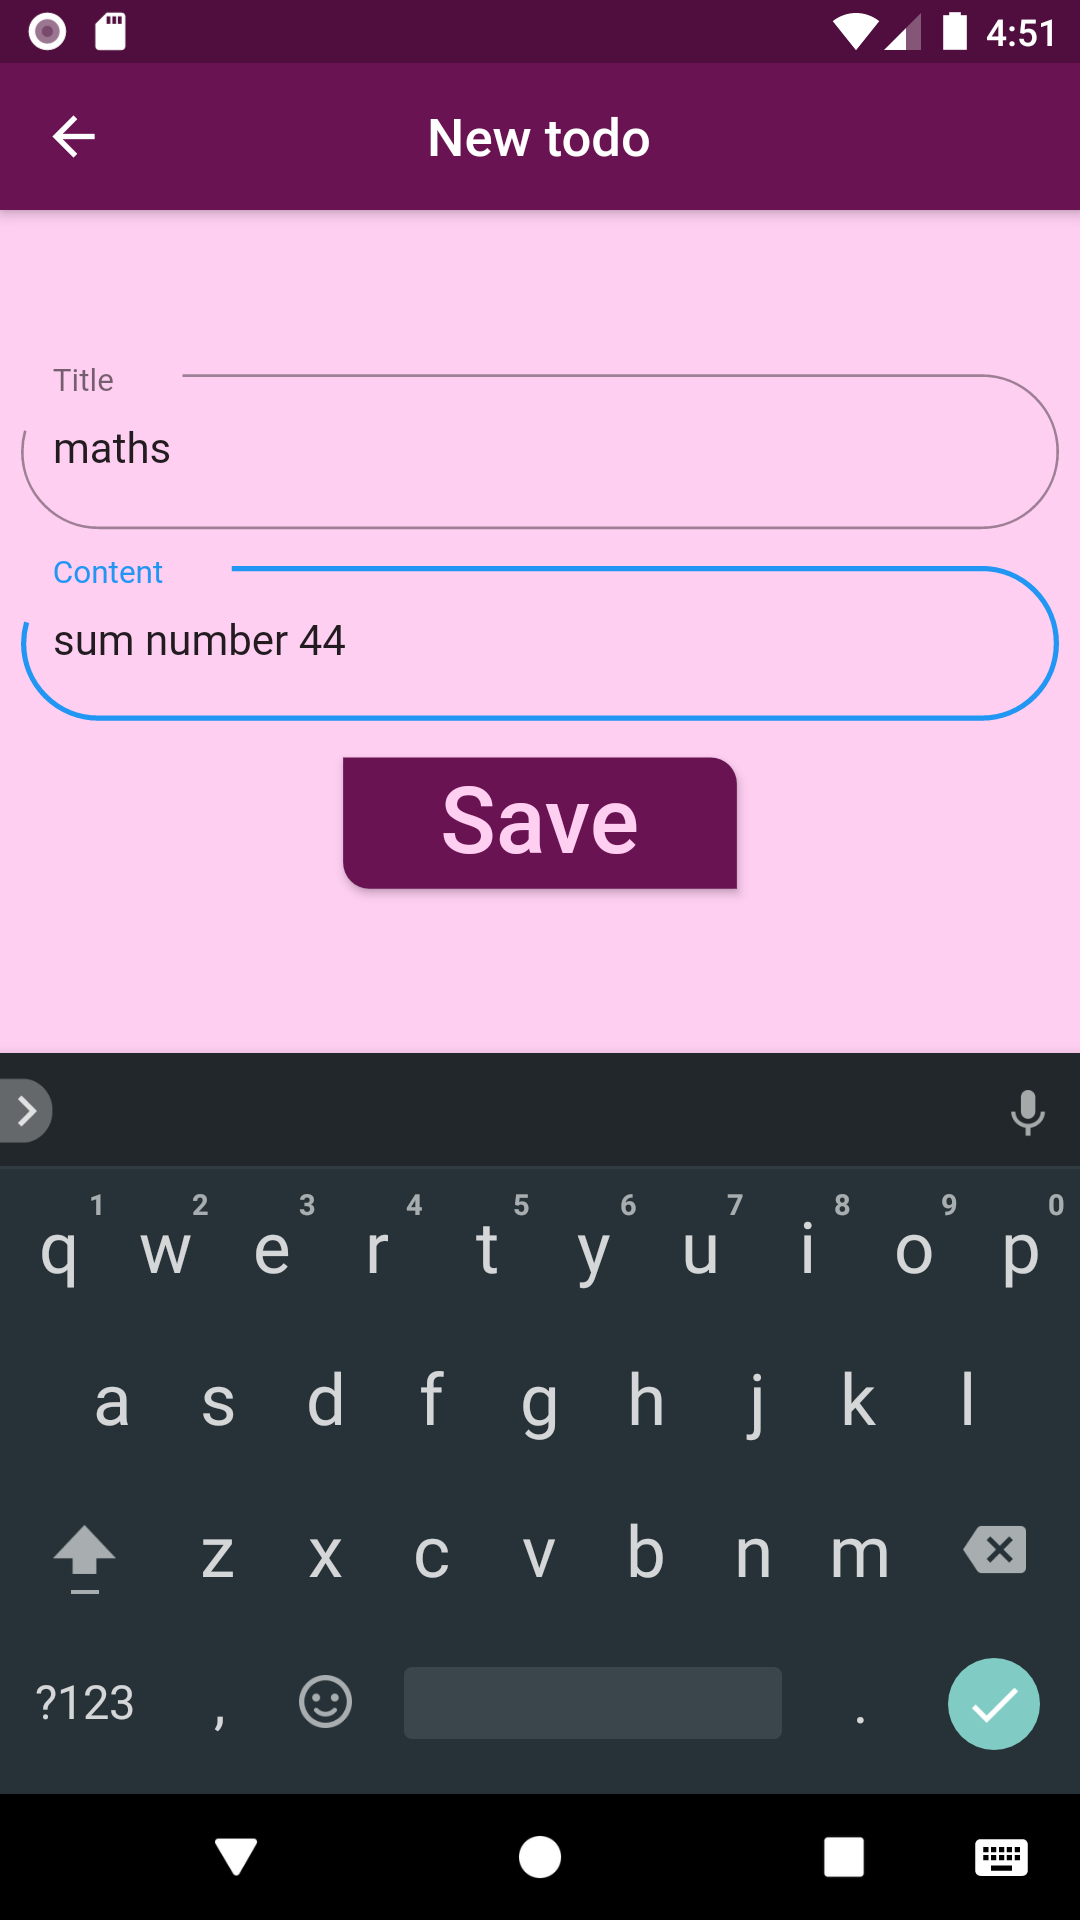 4:51
New todo
Title
maths
Content
sum number 44
Save
1 2 3 4 5 6 7 8 9 0
q w e r t y u i o p
a s d f g h j k l
z x c v b n m
?123 , .